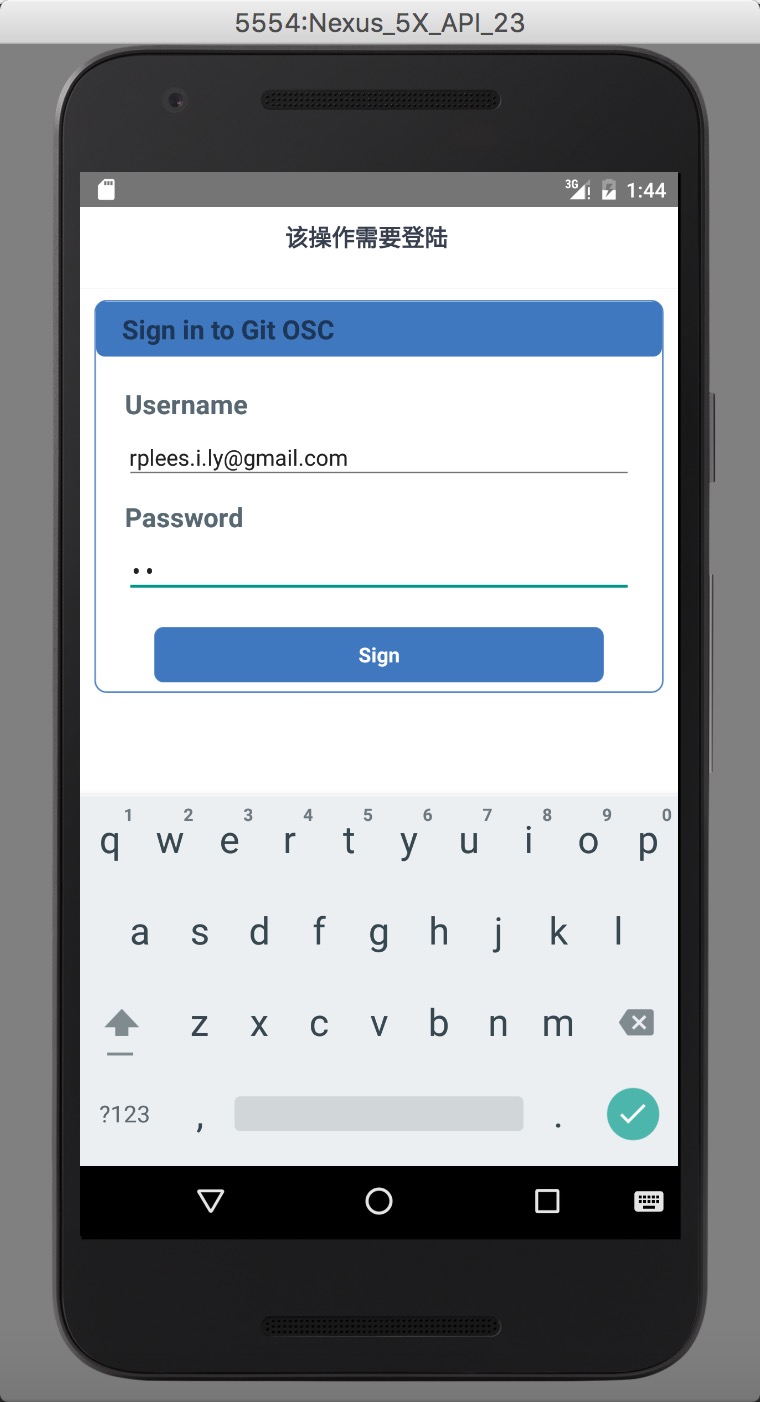 5554:Nexus_5X_API_23
3G 1:44
该操作需要登陆
Sign in to Git OSC
Username
rplees.i.ly@gmail.com
Password
Sign
1 2 3 4 5 6 7 8 9 0
q w e r t y u i o p
a s d f g h j k l
z x c v b n m
?123 , .